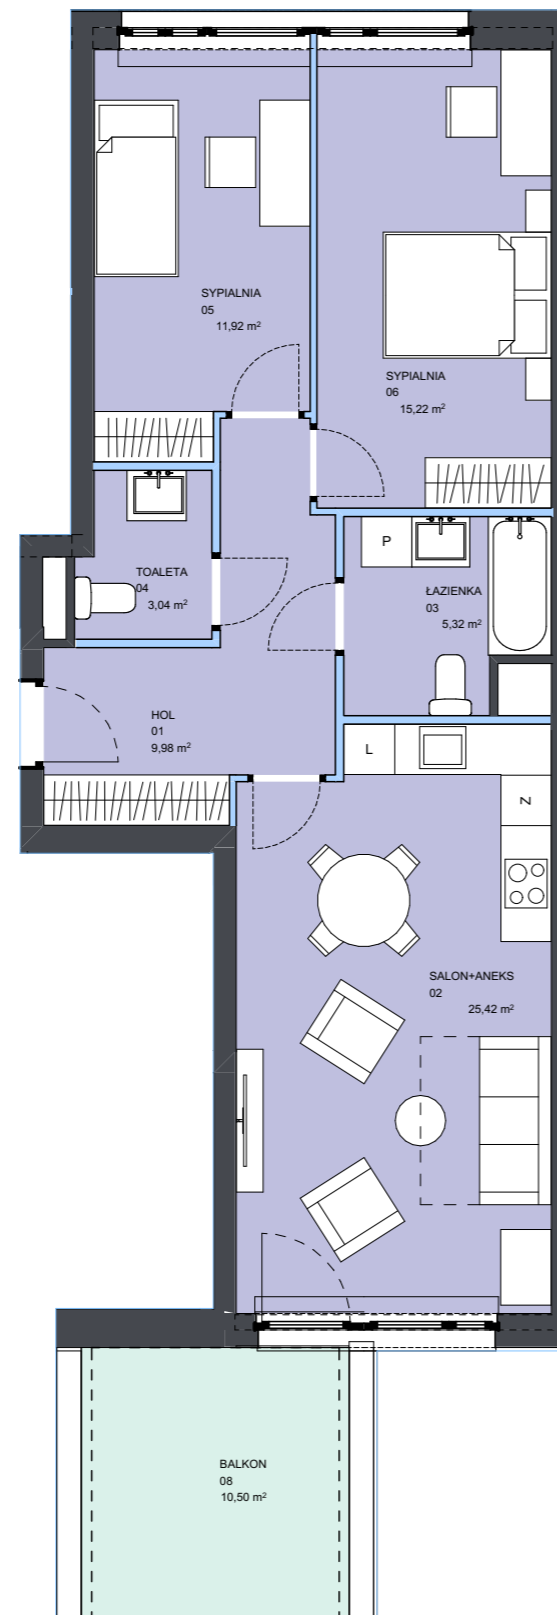 SYPIALNIA
05
11,92 m²
SYPIALNIA
06
15,22 m²
TOALETA
04
3,04 m²
P
ŁAZIENKA
03
5,32 m²
HOL
01
9,98 m²
L
N
SALON+ANEKS
02
25,42 m²
BALKON
08
10,50 m²